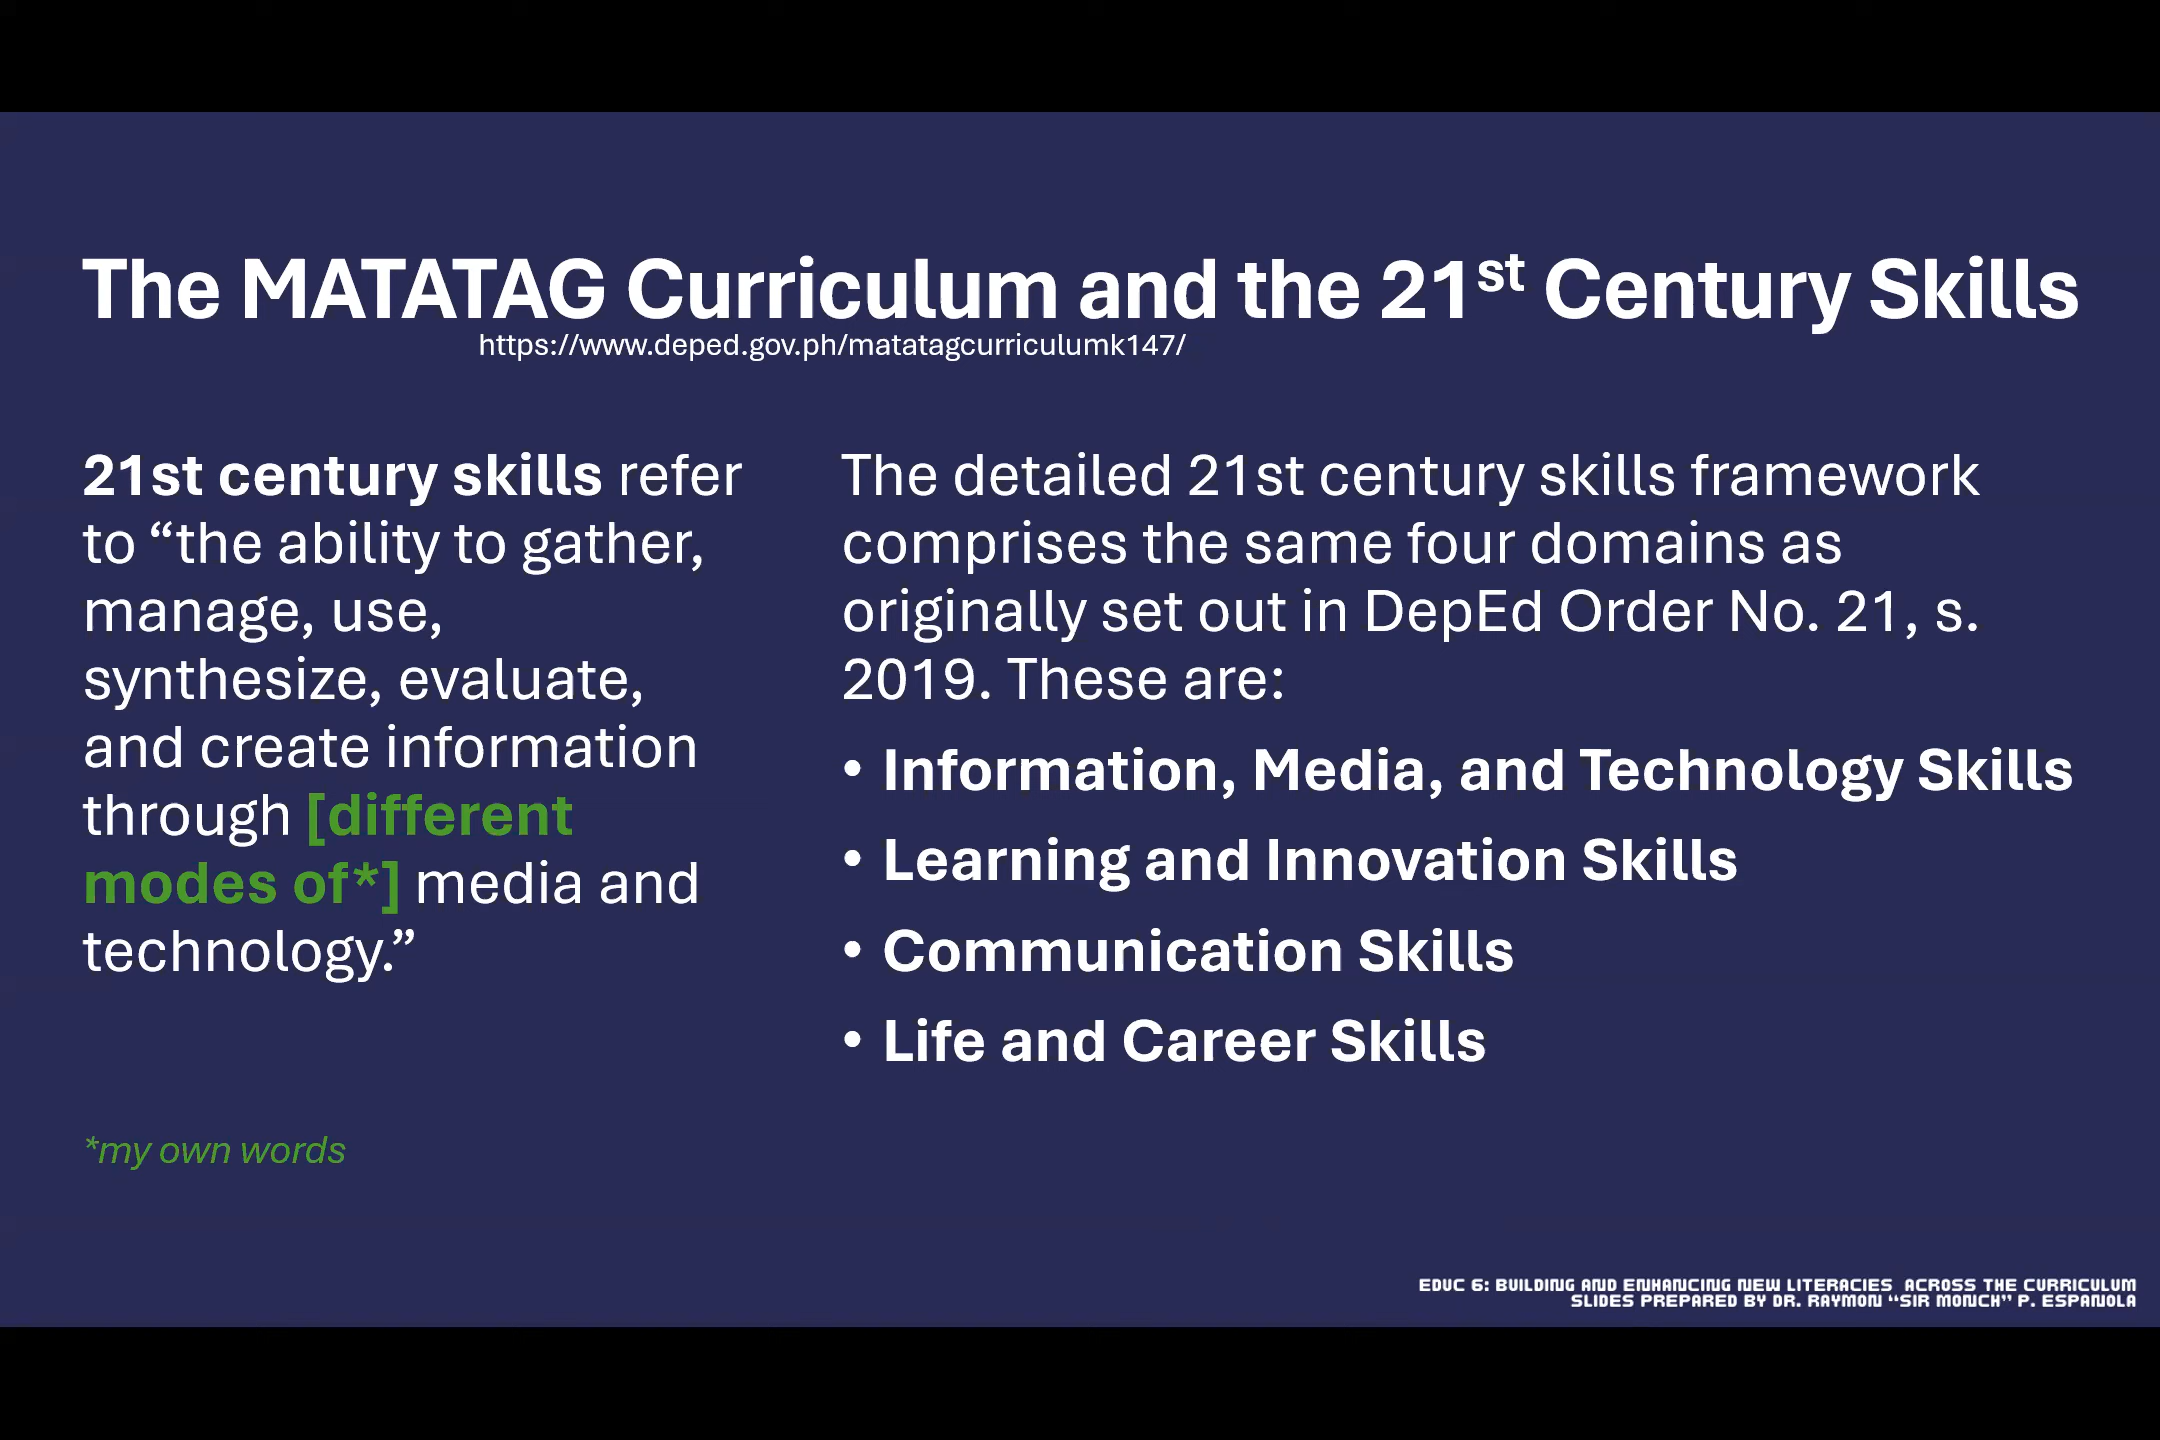 The MATATAG Curriculum and the 21st Century Skills
https://www.deped.gov.ph/matatagcurriculumk147/
21st century skills refer
to “the ability to gather,
manage, use,
synthesize, evaluate,
and create information
through [different
modes of*] media and
technology.”
*my own words
The detailed 21st century skills framework
comprises the same four domains as
originally set out in DepEd Order No. 21, s.
2019. These are:
• Information, Media, and Technology Skills
• Learning and Innovation Skills
• Communication Skills
• Life and Career Skills
EDUC 6: BUILDING AND ENHANCING NEW LITERACIES ACROSS THE CURRICULUM
SLIDES PREPARED BY DR. RAYMON “SIR MONCH” P. ESPANOLA